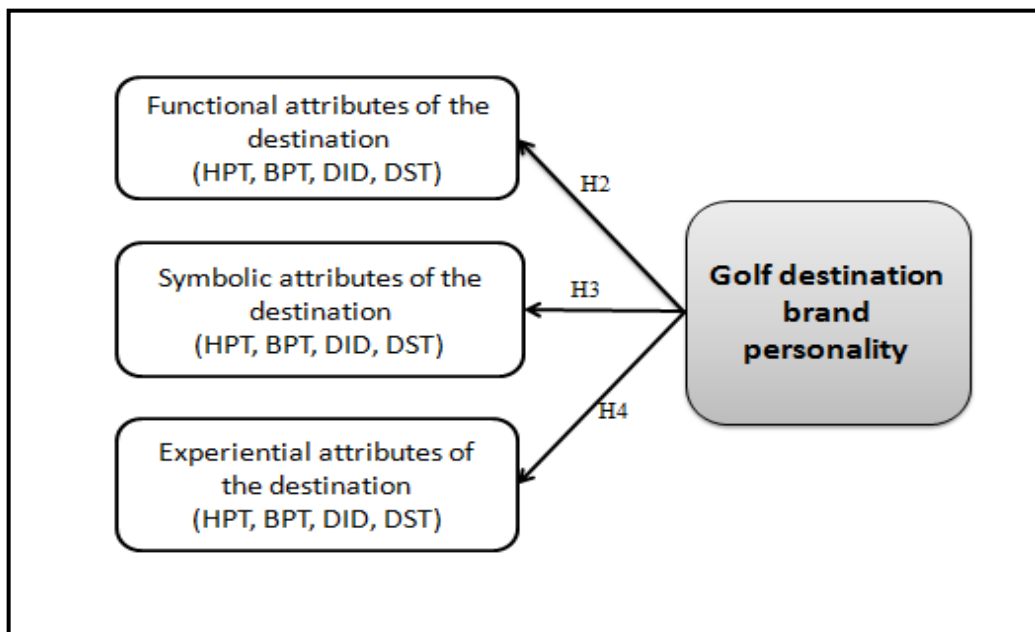 Functional attributes of the
destination
(HPT, BPT, DID, DST)
H2
Symbolic attributes of the
destination
(HPT, BPT, DID, DST)
H3
Golf destination
brand
personality
Experiential attributes of
the destination
(HPT, BPT, DID, DST)
H4